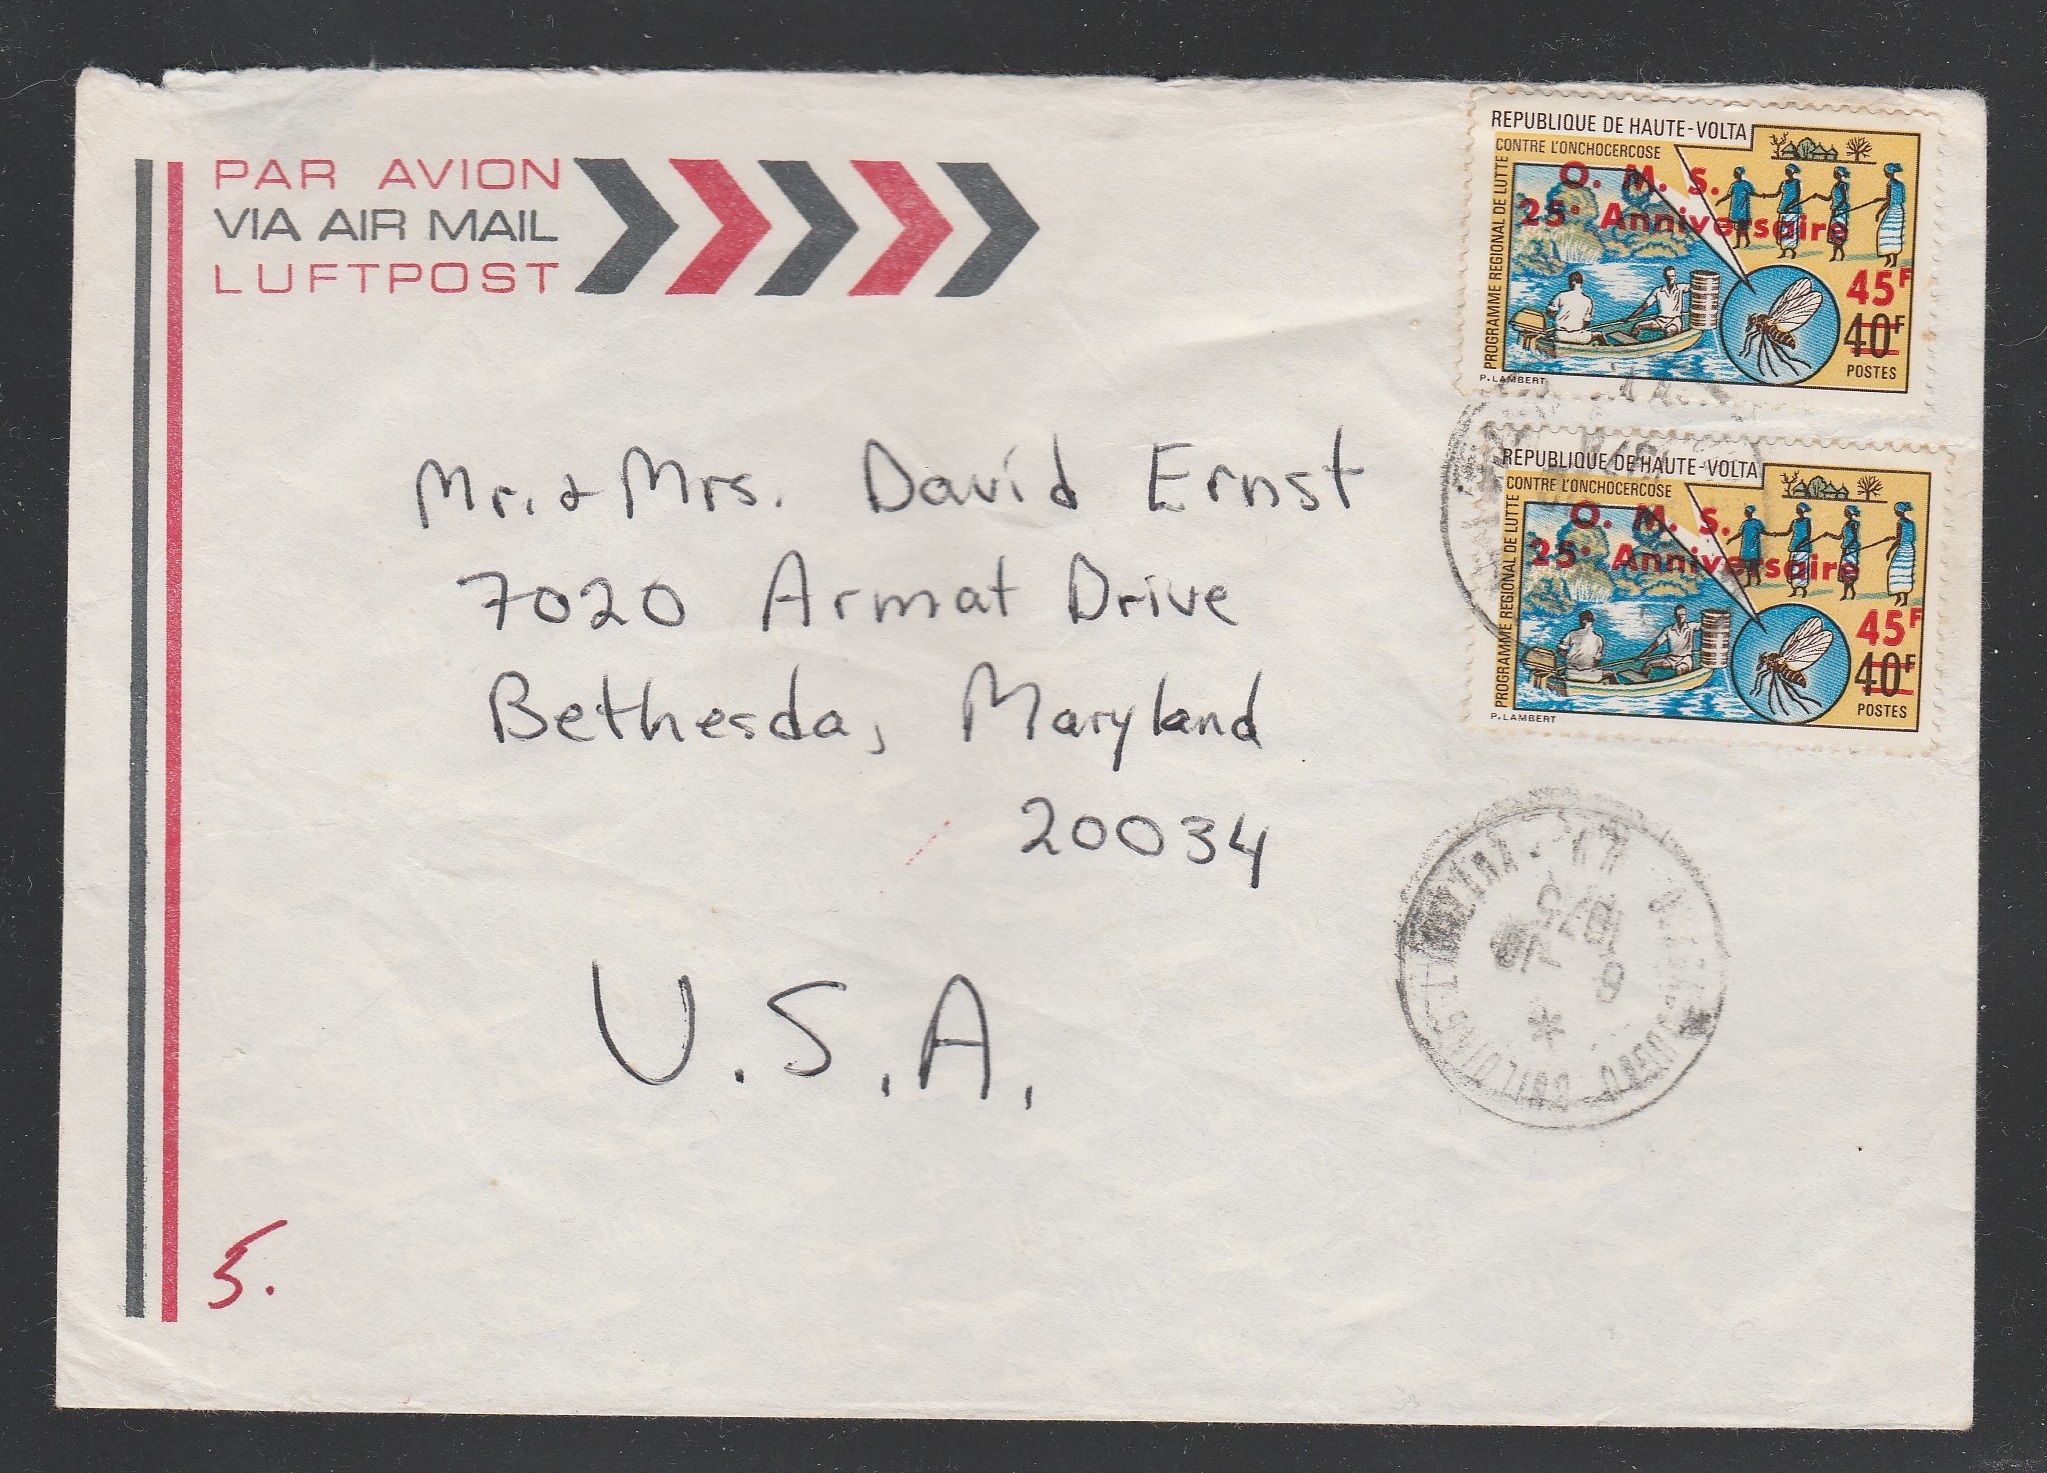 PAR AVION
VIA AIR MAIL
LUFTPOST
REPUBLIQUE DE HAUTE-VOLTA
CONTRE L'ONCHOCERCOSE
PROGRAMME REGIONAL DE LUTTE
O. M. S.
25e Anniversaire
45F
40F
POSTES
P. LAMBERT
REPUBLIQUE DE HAUTE-VOLTA
CONTRE L'ONCHOCERCOSE
PROGRAMME REGIONAL DE LUTTE
O. M. S.
25e Anniversaire
45F
40F
POSTES
P. LAMBERT
Mr. & Mrs. David Ernst
7020 Armat Drive
Bethesda, Maryland
20034
U.S.A.
1975
5.